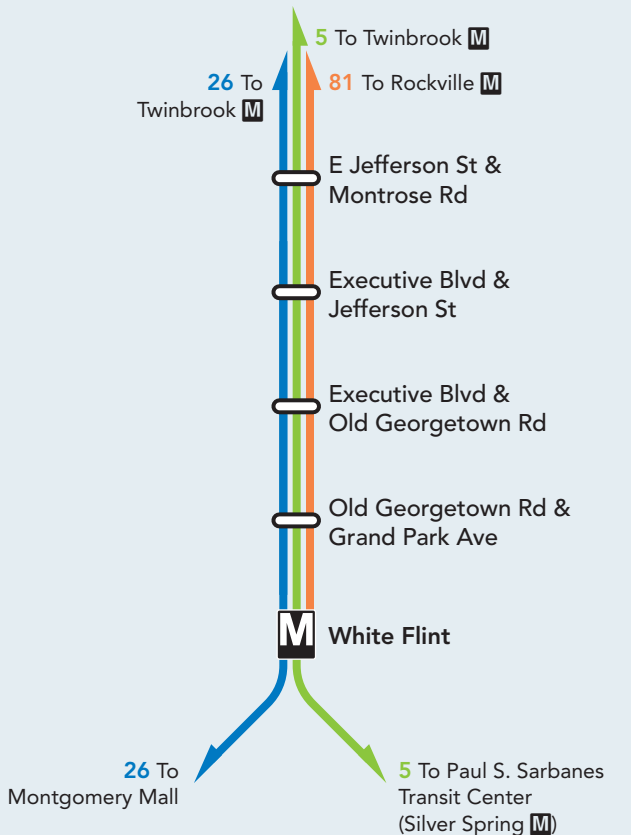 5 To Twinbrook M
26 To
Twinbrook M
81 To Rockville M
E Jefferson St &
Montrose Rd
Executive Blvd &
Jefferson St
Executive Blvd &
Old Georgetown Rd
Old Georgetown Rd &
Grand Park Ave
M White Flint
26 To
Montgomery Mall
5 To Paul S. Sarbanes
Transit Center
(Silver Spring M)